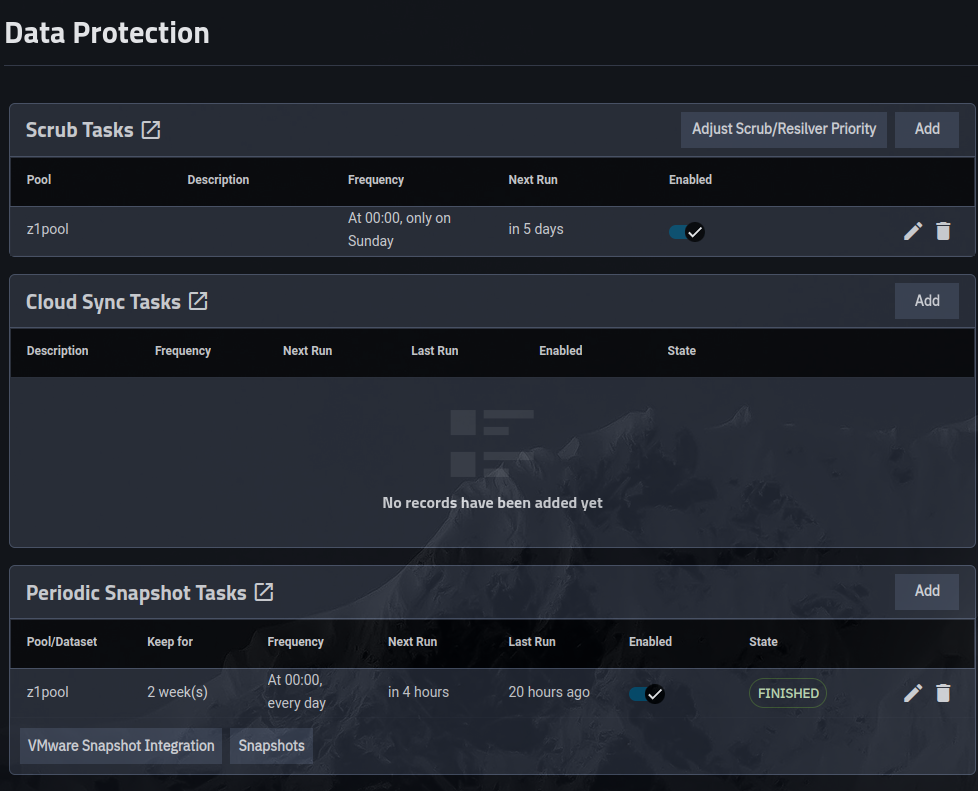 Data Protection
Scrub Tasks
Adjust Scrub/Resilver Priority Add
Pool Description Frequency Next Run Enabled
z1pool At 00:00, only on Sunday in 5 days
Cloud Sync Tasks
Add
Description Frequency Next Run Last Run Enabled State
No records have been added yet
Periodic Snapshot Tasks
Add
Pool/Dataset Keep for Frequency Next Run Last Run Enabled State
z1pool 2 week(s) At 00:00, every day in 4 hours 20 hours ago FINISHED
VMware Snapshot Integration Snapshots